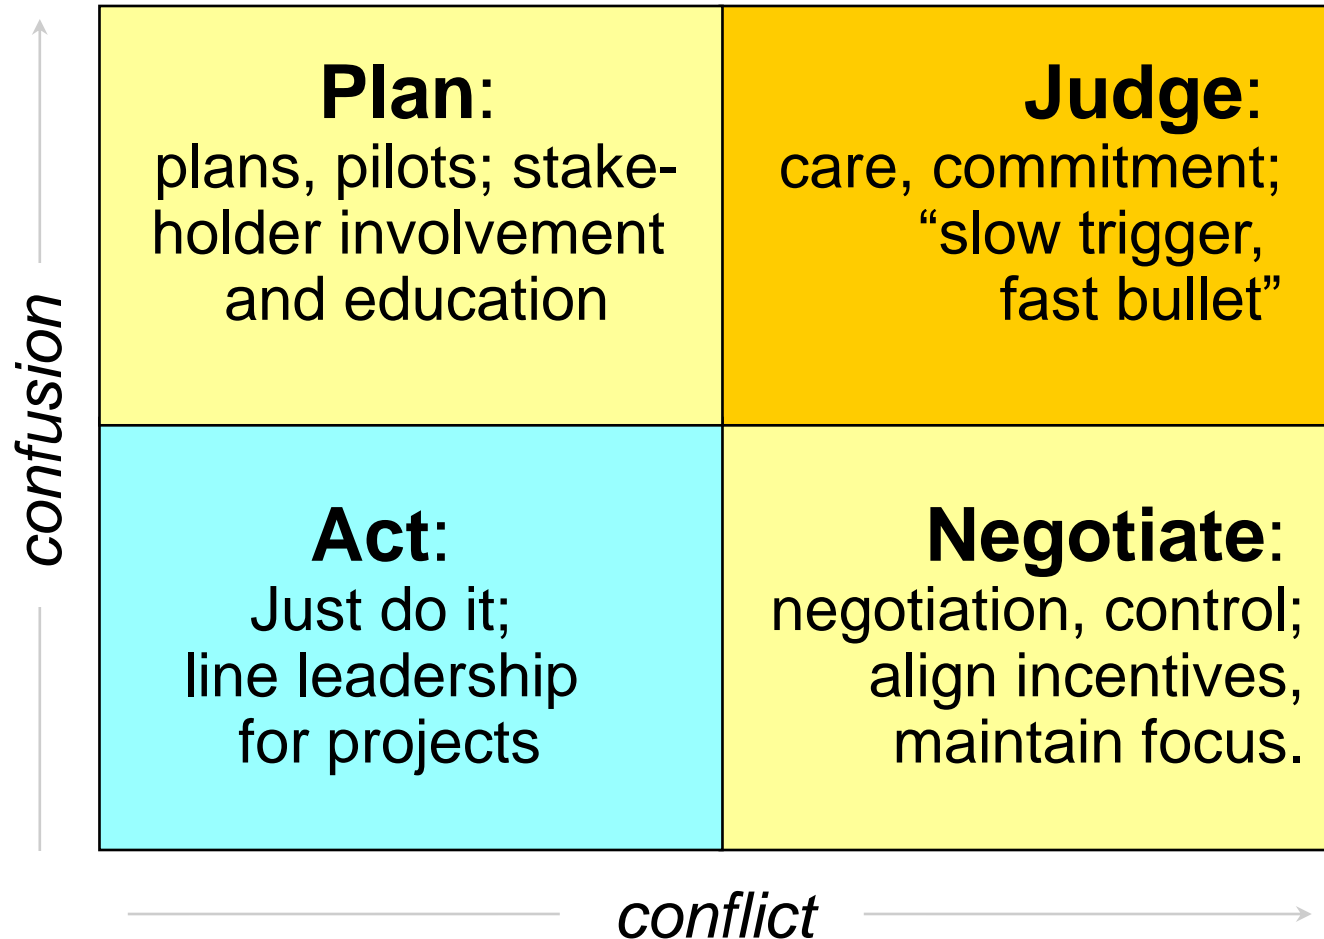 Plan:
plans, pilots; stake-
holder involvement
and education
Judge:
care, commitment;
“slow trigger,
fast bullet”
confusion
Act:
Just do it;
line leadership
for projects
Negotiate:
negotiation, control;
align incentives,
maintain focus.
conflict